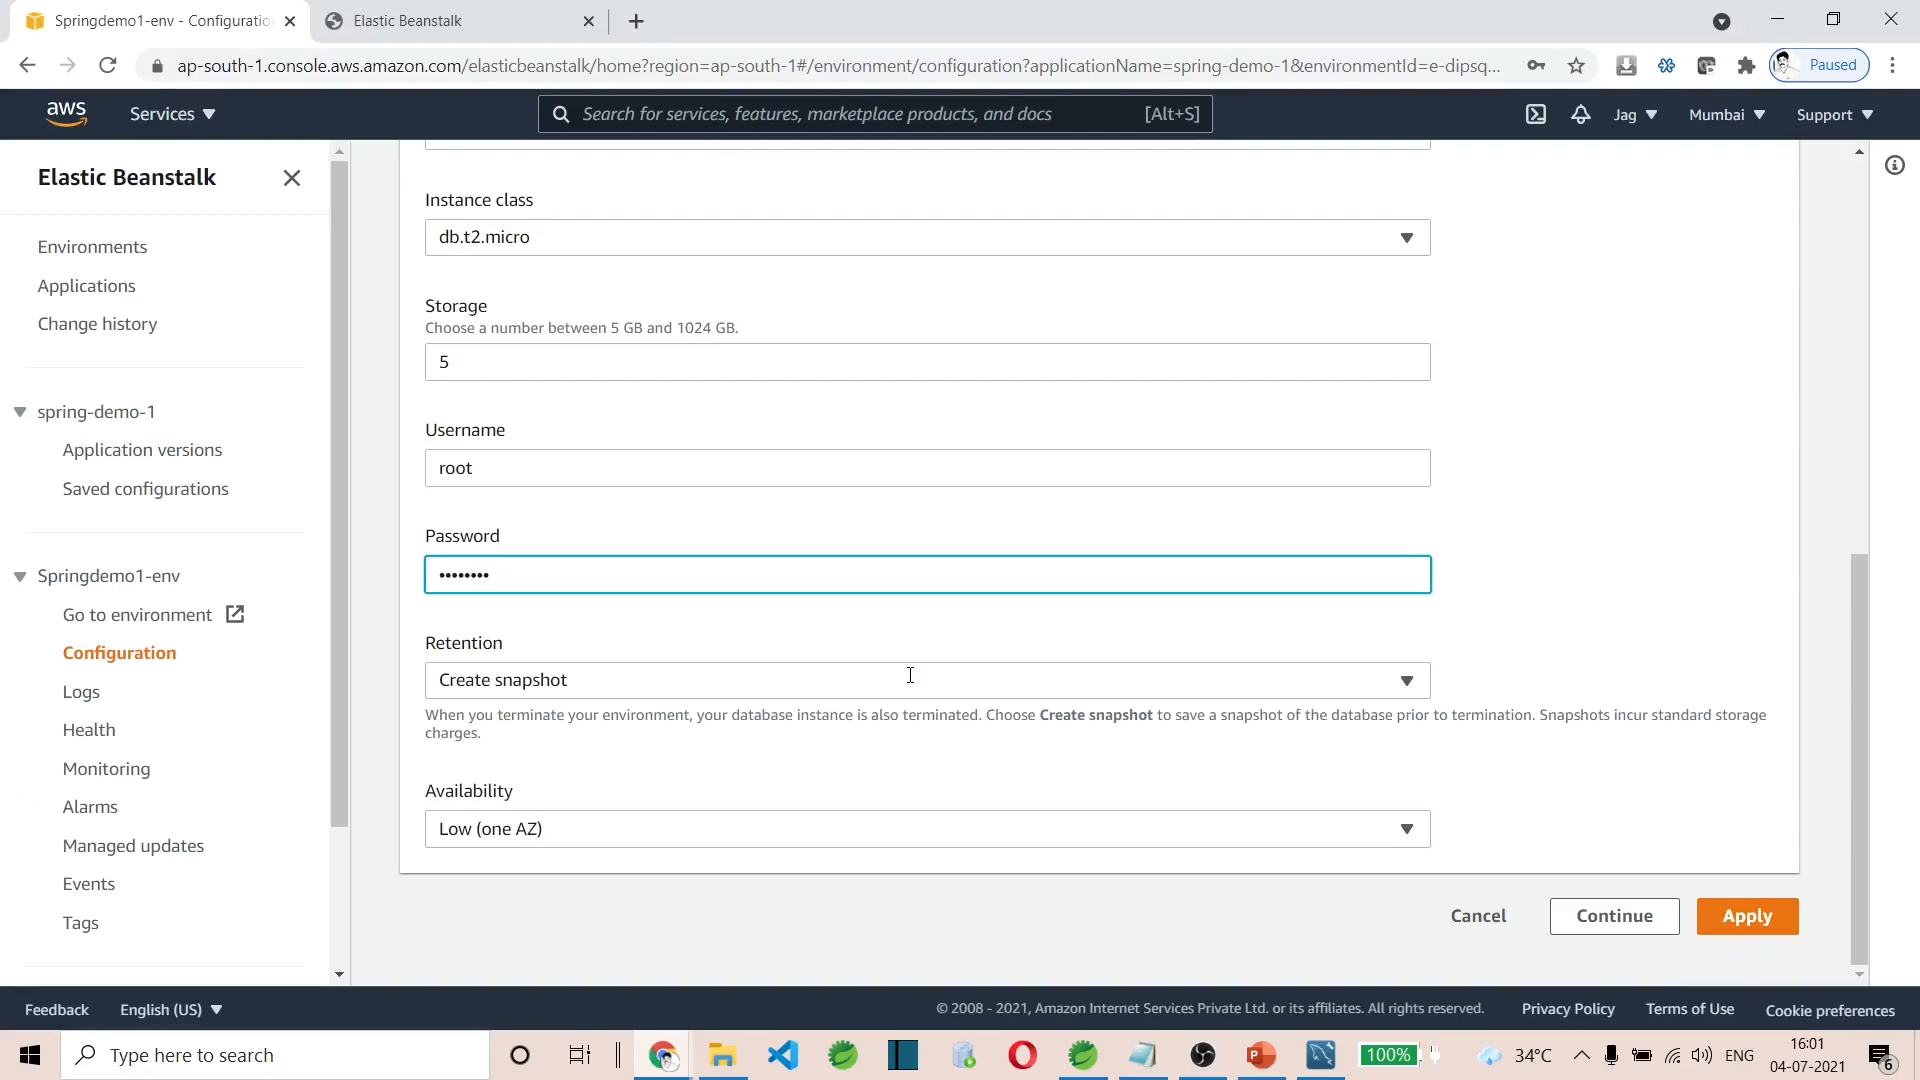 Springdemo1-env - Configuratio
Elastic Beanstalk
ap-south-1.console.aws.amazon.com/elasticbeanstalk/home?region=ap-south-1#/environment/configuration?applicationName=spring-demo-1&environmentId=e-dipsq...
Paused
aws
Services
Search for services, features, marketplace products, and docs
[Alt+S]
Jag
Mumbai
Support
Elastic Beanstalk
Environments
Applications
Change history
spring-demo-1
Application versions
Saved configurations
Springdemo1-env
Go to environment
Configuration
Logs
Health
Monitoring
Alarms
Managed updates
Events
Tags
Instance class
db.t2.micro
Storage
Choose a number between 5 GB and 1024 GB.
5
Username
root
Password
••••••••
Retention
Create snapshot
When you terminate your environment, your database instance is also terminated. Choose Create snapshot to save a snapshot of the database prior to termination. Snapshots incur standard storage
charges.
Availability
Low (one AZ)
Cancel
Continue
Apply
Feedback
English (US)
© 2008 - 2021, Amazon Internet Services Private Ltd. or its affiliates. All rights reserved.
Privacy Policy
Terms of Use
Cookie preferences
Type here to search
100%
34°C
ENG
16:01
04-07-2021
6